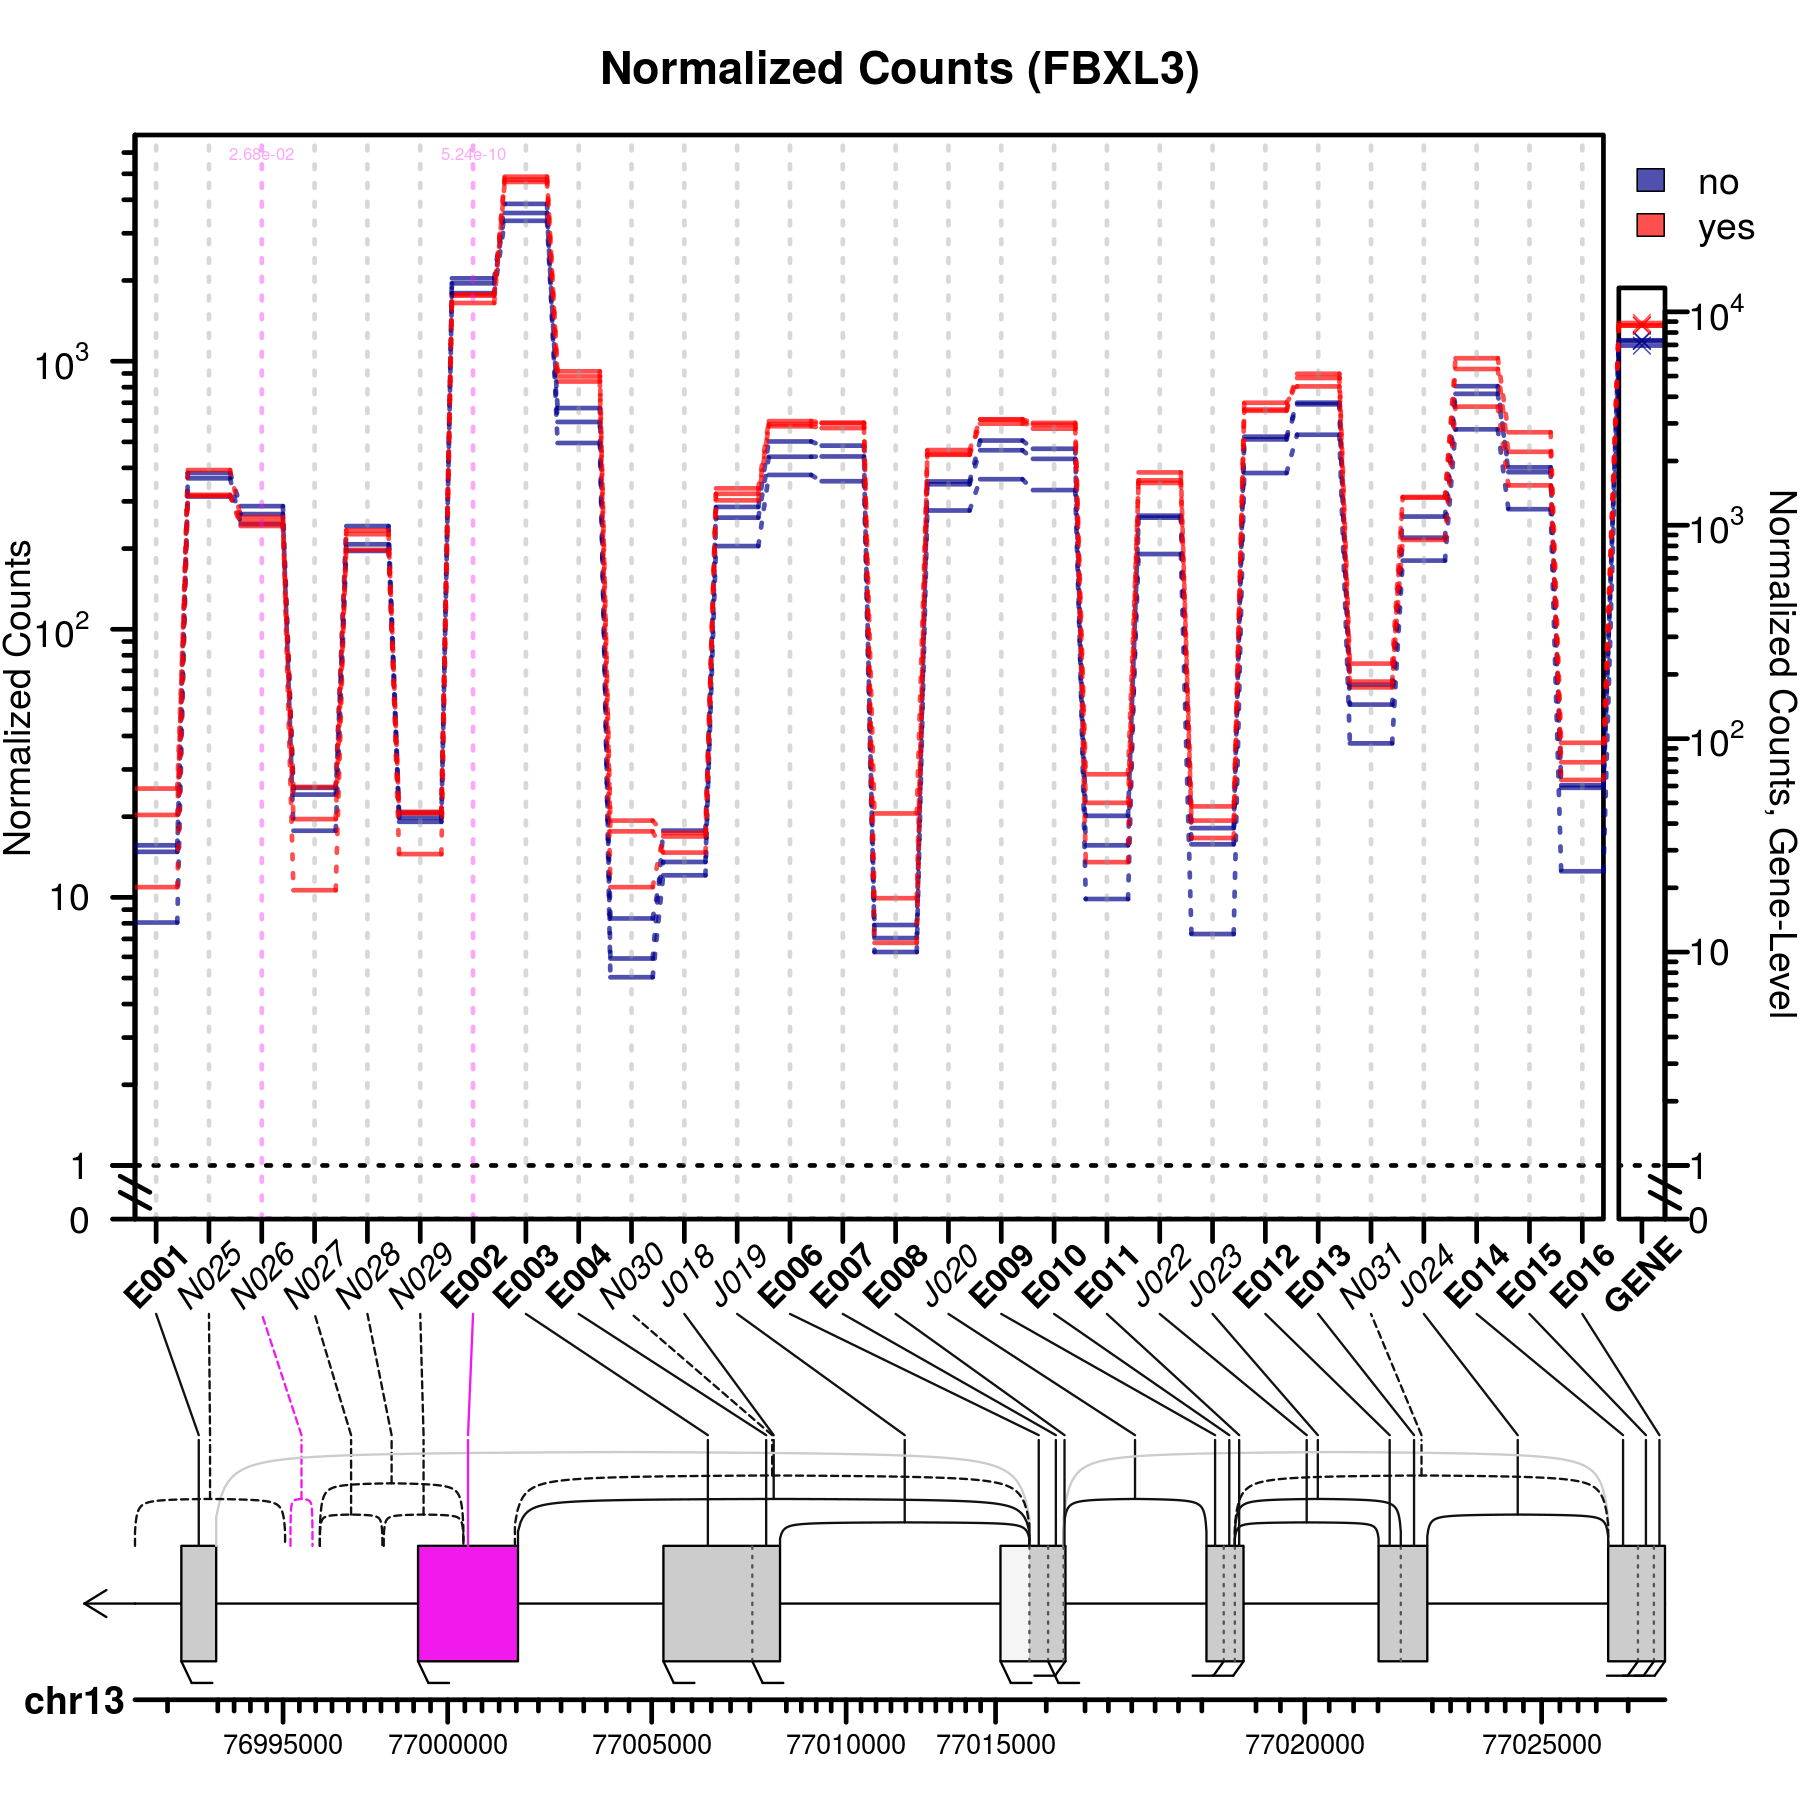 Normalized Counts (FBXL3)
2.68e-02
5.24e-10
no
yes
Normalized Counts
10³
10²
10
1
0
10⁴
10³
10²
10
1
0
Normalized Counts, Gene-Level
E001 N025 N026 N027 N028 N029 E002 E003 E004 N030 J018 J019 E006 E007 E008 J020 E009 E010 E011 J022 J023 E012 E013 N031 J024 E014 E015 E016 GENE
chr13
76995000 77000000 77005000 77010000 77015000 77020000 77025000